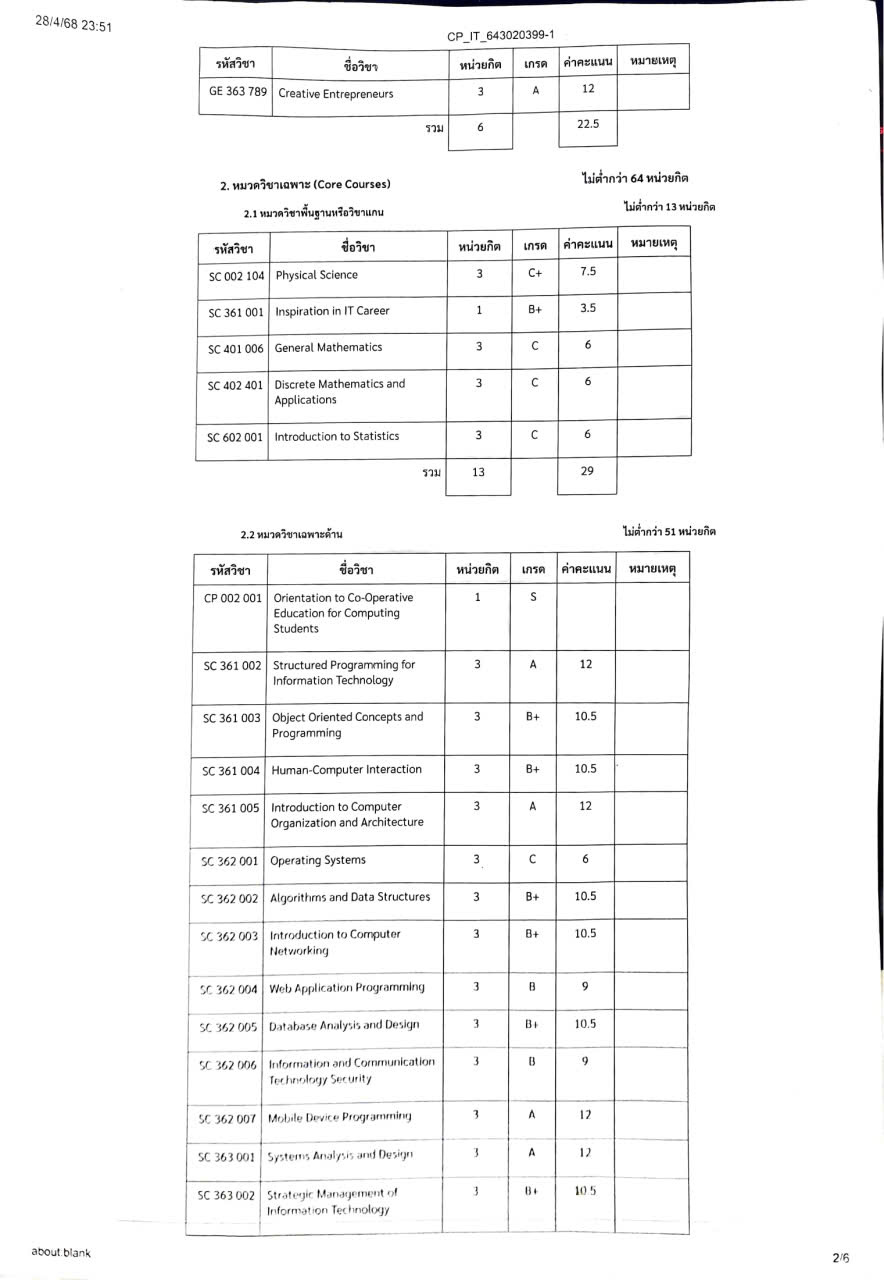 28/4/68 23:51
CP_IT_643020399-1
รหัสวิชา ชื่อวิชา หน่วยกิต เกรด ค่าคะแนน หมายเหตุ
GE 363 789 Creative Entrepreneurs 3 A 12
รวม 6 22.5
2. หมวดวิชาเฉพาะ (Core Courses) ไม่ต่ำกว่า 64 หน่วยกิต
2.1 หมวดวิชาพื้นฐานหรือวิชาแกน ไม่ต่ำกว่า 13 หน่วยกิต
รหัสวิชา ชื่อวิชา หน่วยกิต เกรด ค่าคะแนน หมายเหตุ
SC 002 104 Physical Science 3 C+ 7.5
SC 361 001 Inspiration in IT Career 1 B+ 3.5
SC 401 006 General Mathematics 3 C 6
SC 402 401 Discrete Mathematics and 3 C 6
Applications
SC 602 001 Introduction to Statistics 3 C 6
รวม 13 29
2.2 หมวดวิชาเฉพาะด้าน ไม่ต่ำกว่า 51 หน่วยกิต
รหัสวิชา ชื่อวิชา หน่วยกิต เกรด ค่าคะแนน หมายเหตุ
CP 002 001 Orientation to Co-Operative 1 S
Education for Computing
Students
SC 361 002 Structured Programming for 3 A 12
Information Technology
SC 361 003 Object Oriented Concepts and 3 B+ 10.5
Programming
SC 361 004 Human-Computer Interaction 3 B+ 10.5
SC 361 005 Introduction to Computer 3 A 12
Organization and Architecture
SC 362 001 Operating Systems 3 C 6
SC 362 002 Algorithms and Data Structures 3 B+ 10.5
SC 362 003 Introduction to Computer 3 B+ 10.5
Networking
SC 362 004 Web Application Programming 3 B 9
SC 362 005 Database Analysis and Design 3 B+ 10.5
SC 362 006 Information and Communication 3 B 9
Technology Security
SC 362 007 Mobile Device Programming 3 A 12
SC 363 001 Systems Analysis and Design 3 A 12
SC 363 002 Strategic Management of 3 B+ 10.5
Information Technology
about:blank 2/6